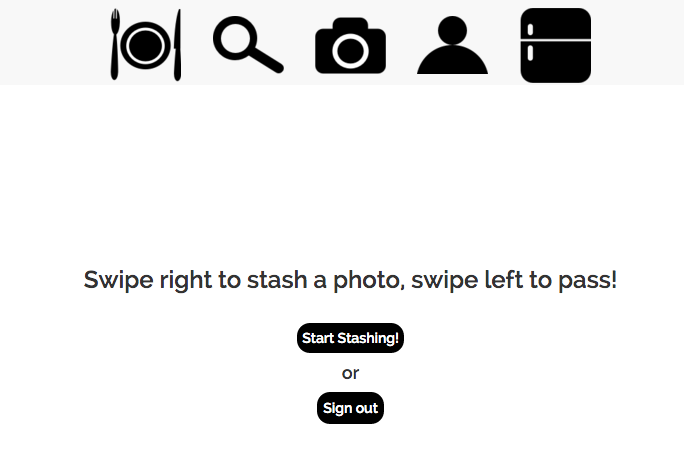 Swipe right to stash a photo, swipe left to pass!
Start Stashing!
or
Sign out